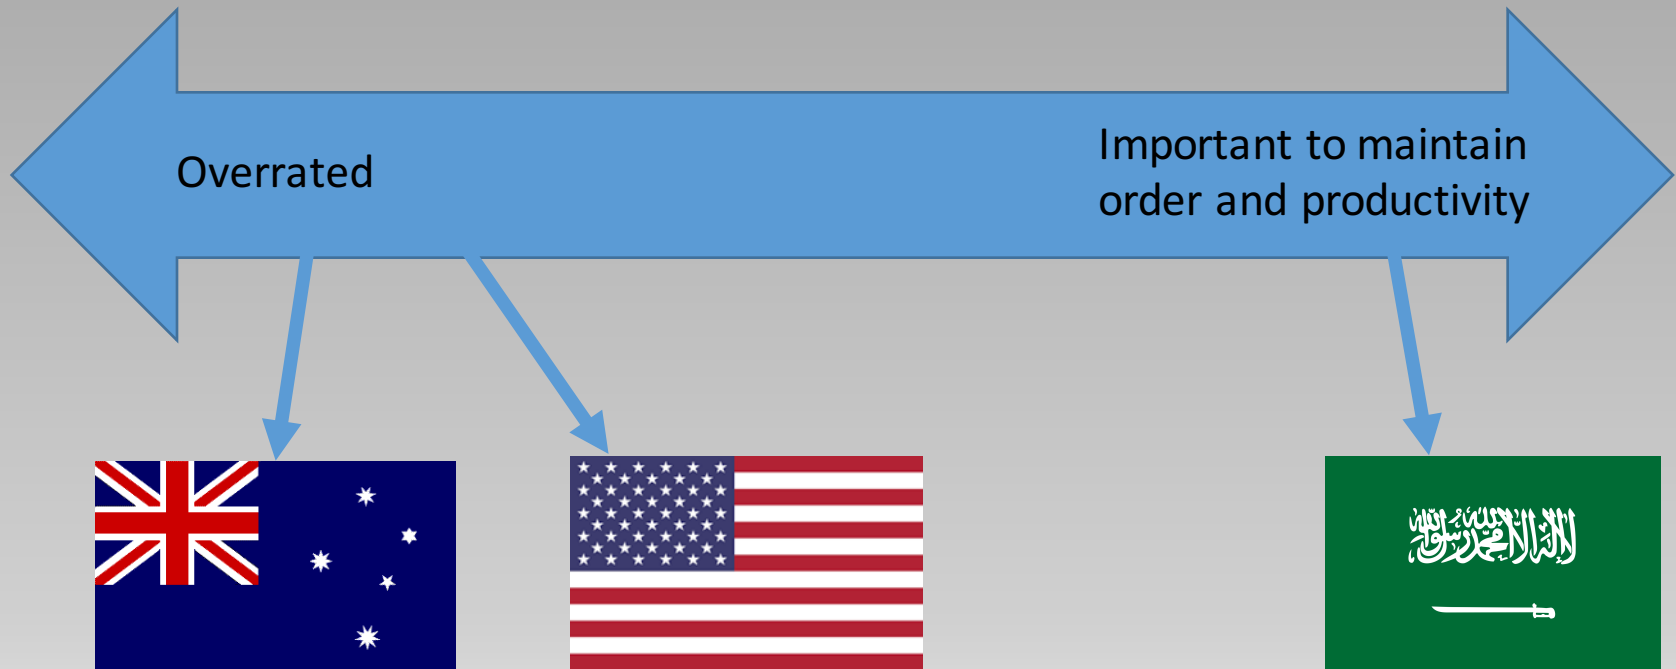 Overrated
Important to maintain
order and productivity
لا إله إلا الله محمد رسول الله